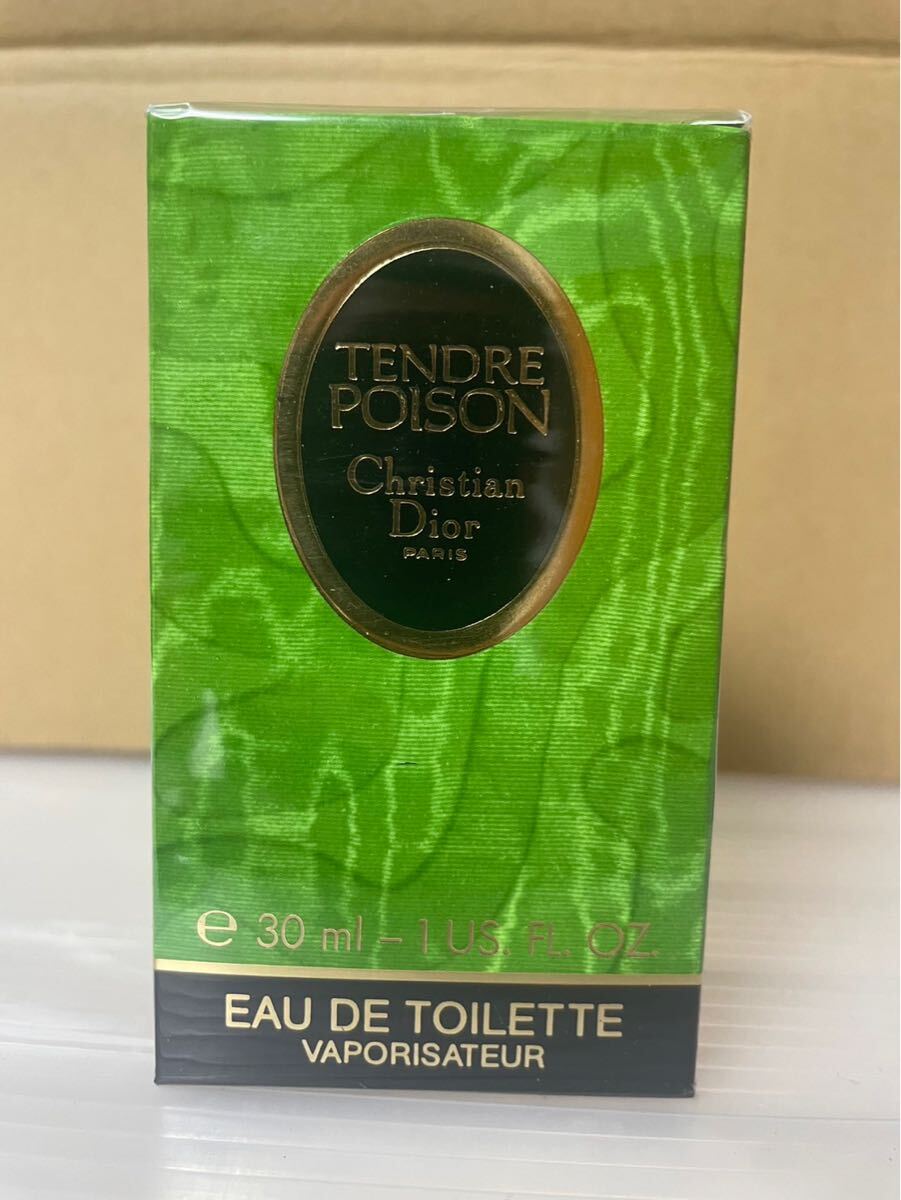 TENDRE
POISON
Christian
Dior
PARIS
℮ 30 ml – 1 US. FL. OZ.
EAU DE TOILETTE
VAPORISATEUR